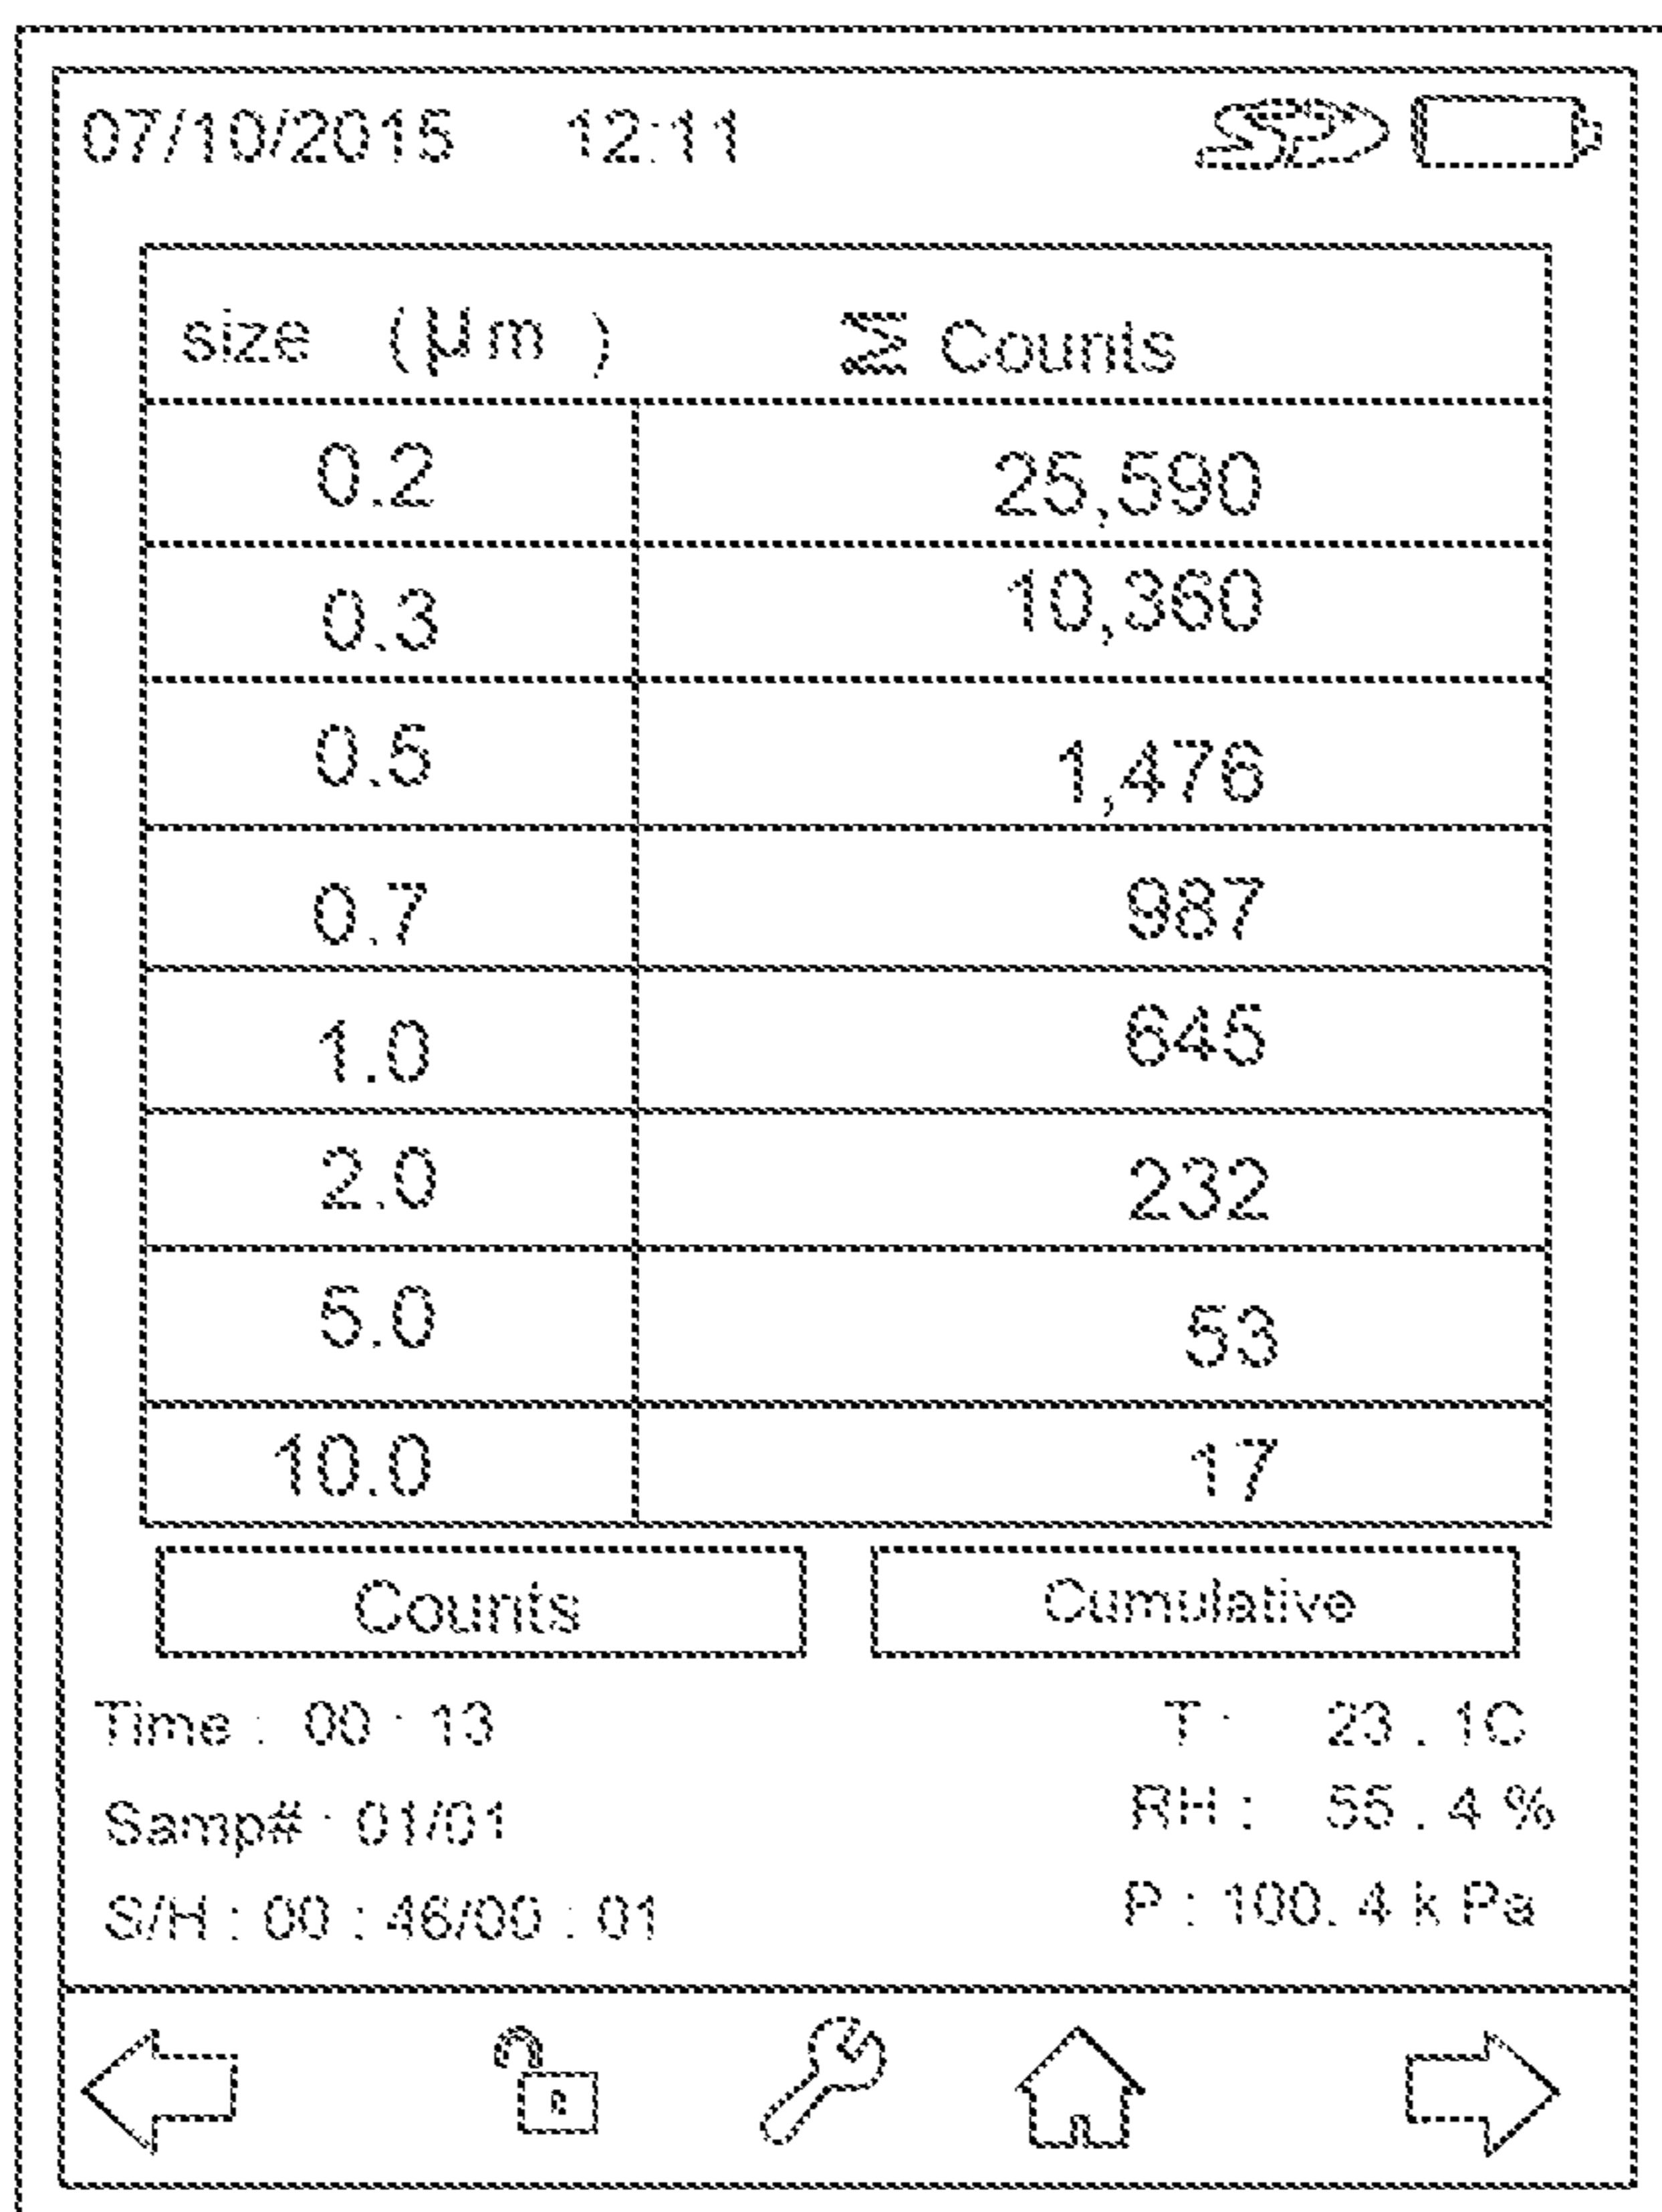 07/10/2015 12:11
size (μm) Σ Counts
0.2 25,590
0.3 10,360
0.5 1,476
0.7 987
1.0 645
2.0 232
5.0 53
10.0 17
Counts Cumulative
Time : 00 : 13 T : 23 . 1C
Samp# : 01/01 RH : 55 . 4 %
S/H : 00 : 46/00 : 01 P : 100. 4 k Pa